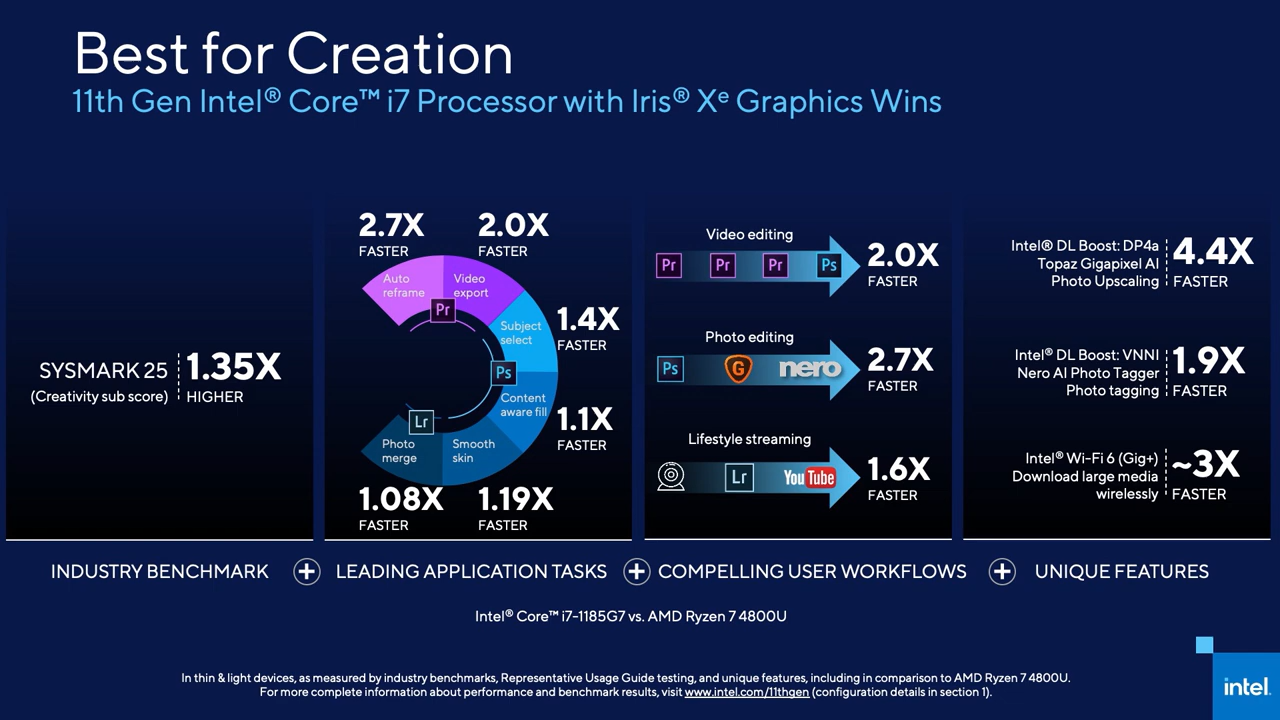 Best for Creation
11th Gen Intel® Core™ i7 Processor with Iris® Xᵉ Graphics Wins
SYSMARK 25
(Creativity sub score)
1.35X
HIGHER
2.7X
FASTER
2.0X
FASTER
Auto
reframe
Video
export
Pr
Subject
select
1.4X
FASTER
Ps
Content
aware fill
1.1X
FASTER
Lr
Photo
merge
Smooth
skin
1.08X
FASTER
1.19X
FASTER
Video editing
Pr Pr Pr Ps
2.0X
FASTER
Photo editing
Ps G nero
2.7X
FASTER
Lifestyle streaming
Lr YouTube
1.6X
FASTER
Intel® DL Boost: DP4a
Topaz Gigapixel AI
Photo Upscaling
4.4X
FASTER
Intel® DL Boost: VNNI
Nero AI Photo Tagger
Photo tagging
1.9X
FASTER
Intel® Wi-Fi 6 (Gig+)
Download large media
wirelessly
~3X
FASTER
INDUSTRY BENCHMARK + LEADING APPLICATION TASKS + COMPELLING USER WORKFLOWS + UNIQUE FEATURES
Intel® Core™ i7-1185G7 vs. AMD Ryzen 7 4800U
In thin & light devices, as measured by industry benchmarks, Representative Usage Guide testing, and unique features, including in comparison to AMD Ryzen 7 4800U.
For more complete information about performance and benchmark results, visit www.intel.com/11thgen (configuration details in section 1).
intel.